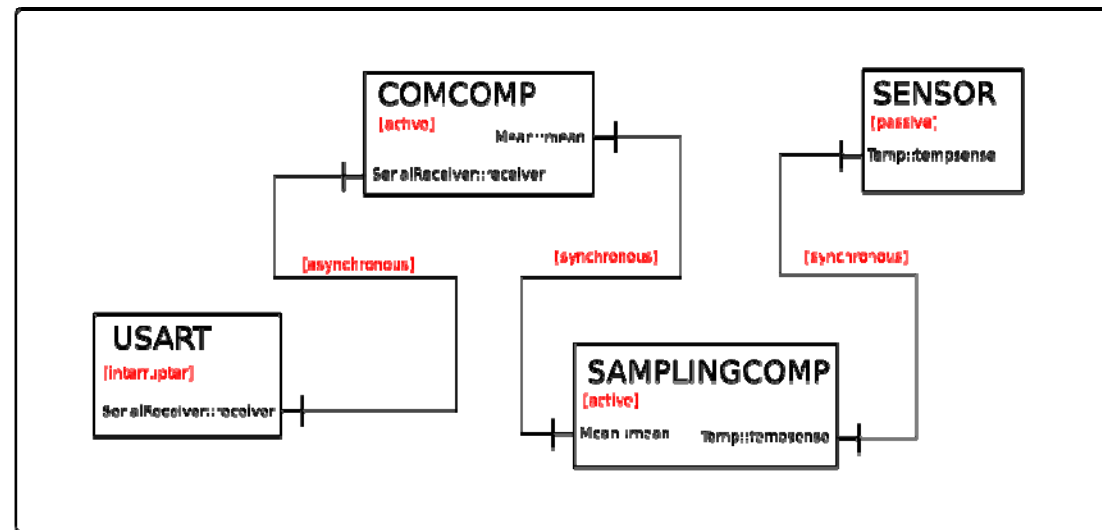 COMCOMP
[active]
Mean::mean
SerialReceiver::receiver
SENSOR
[passive]
Temp::tempsense
[asynchronous]
[synchronous]
[synchronous]
USART
[interruptor]
SerialReceiver::receiver
SAMPLINGCOMP
[active]
Mean::mean
Temp::tempsense